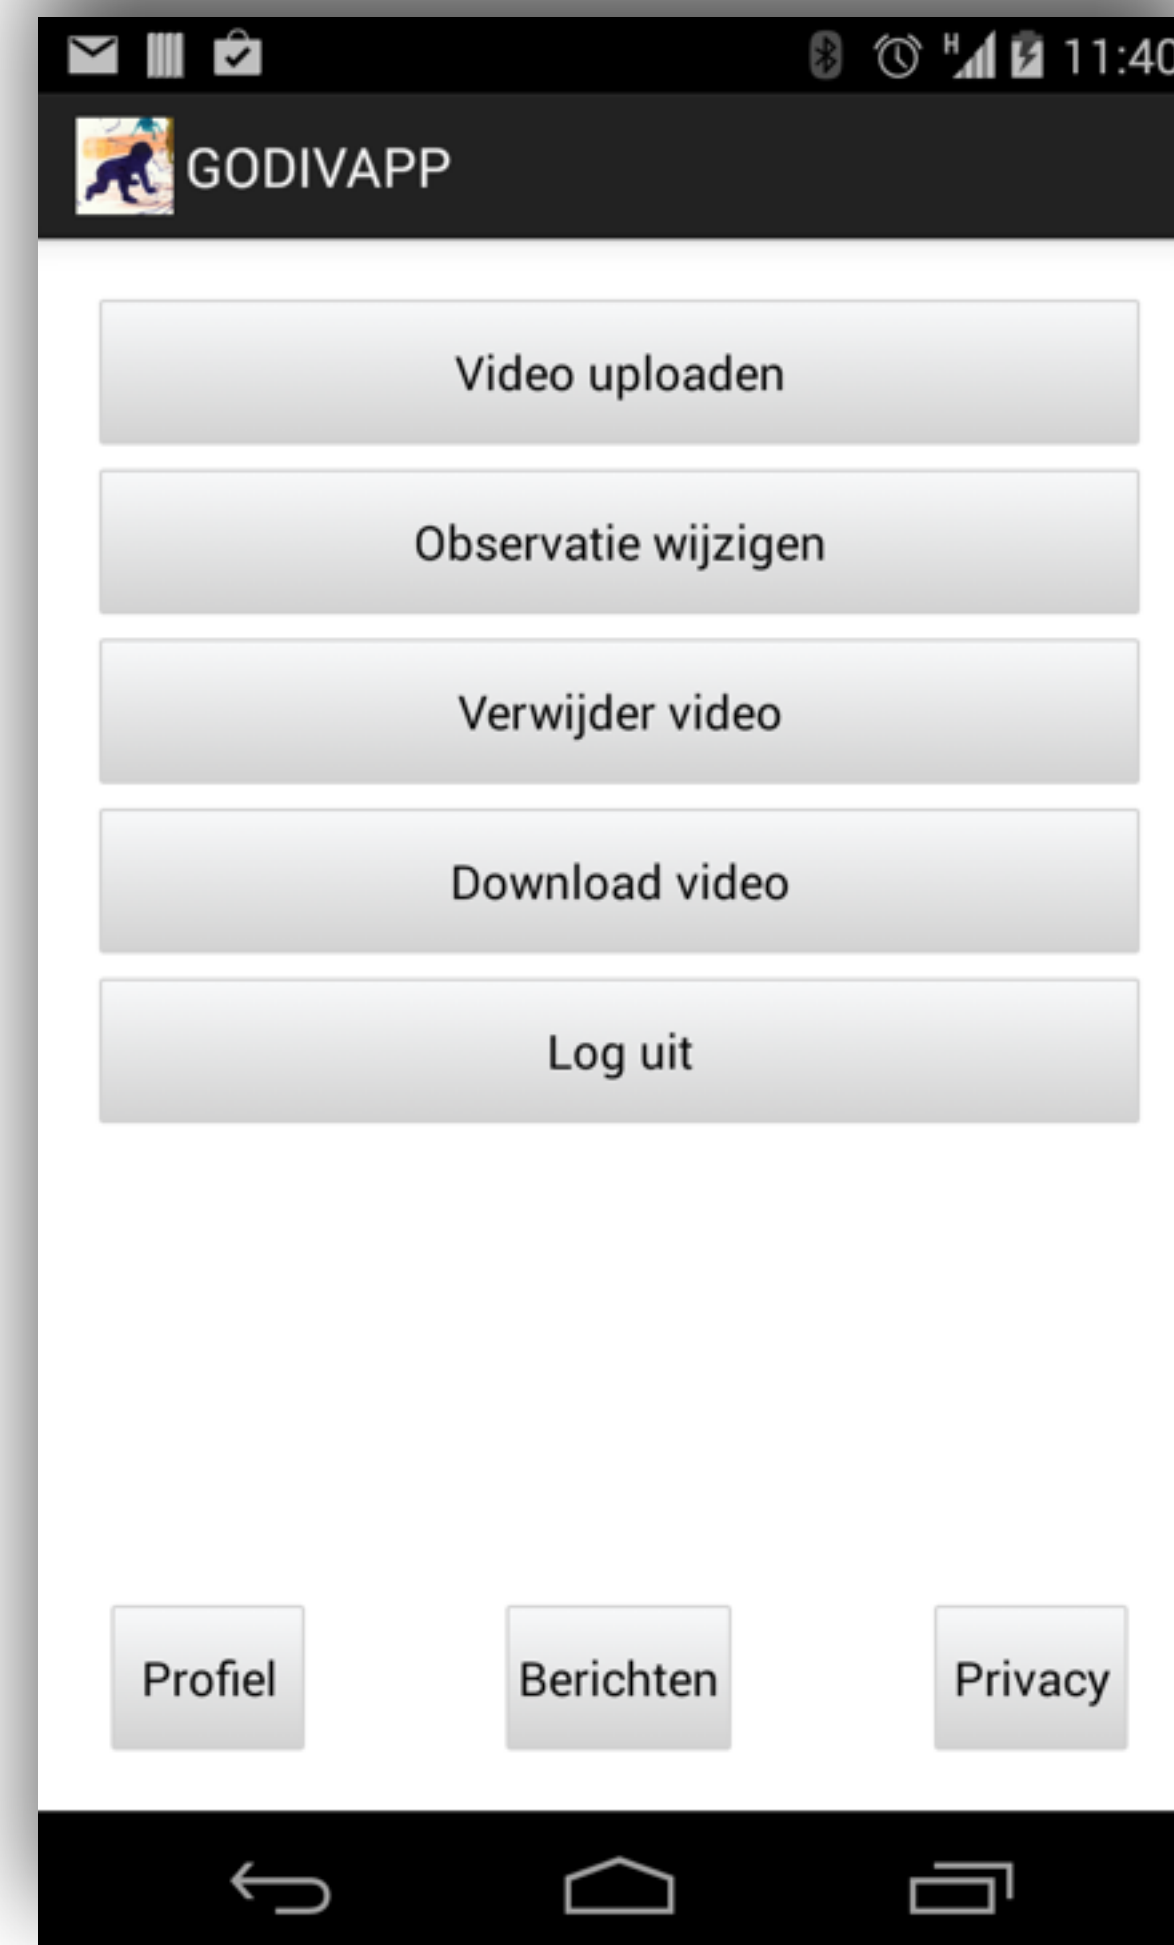 H 11:40
GODIVAPP
Video uploaden
Observatie wijzigen
Verwijder video
Download video
Log uit
Profiel Berichten Privacy